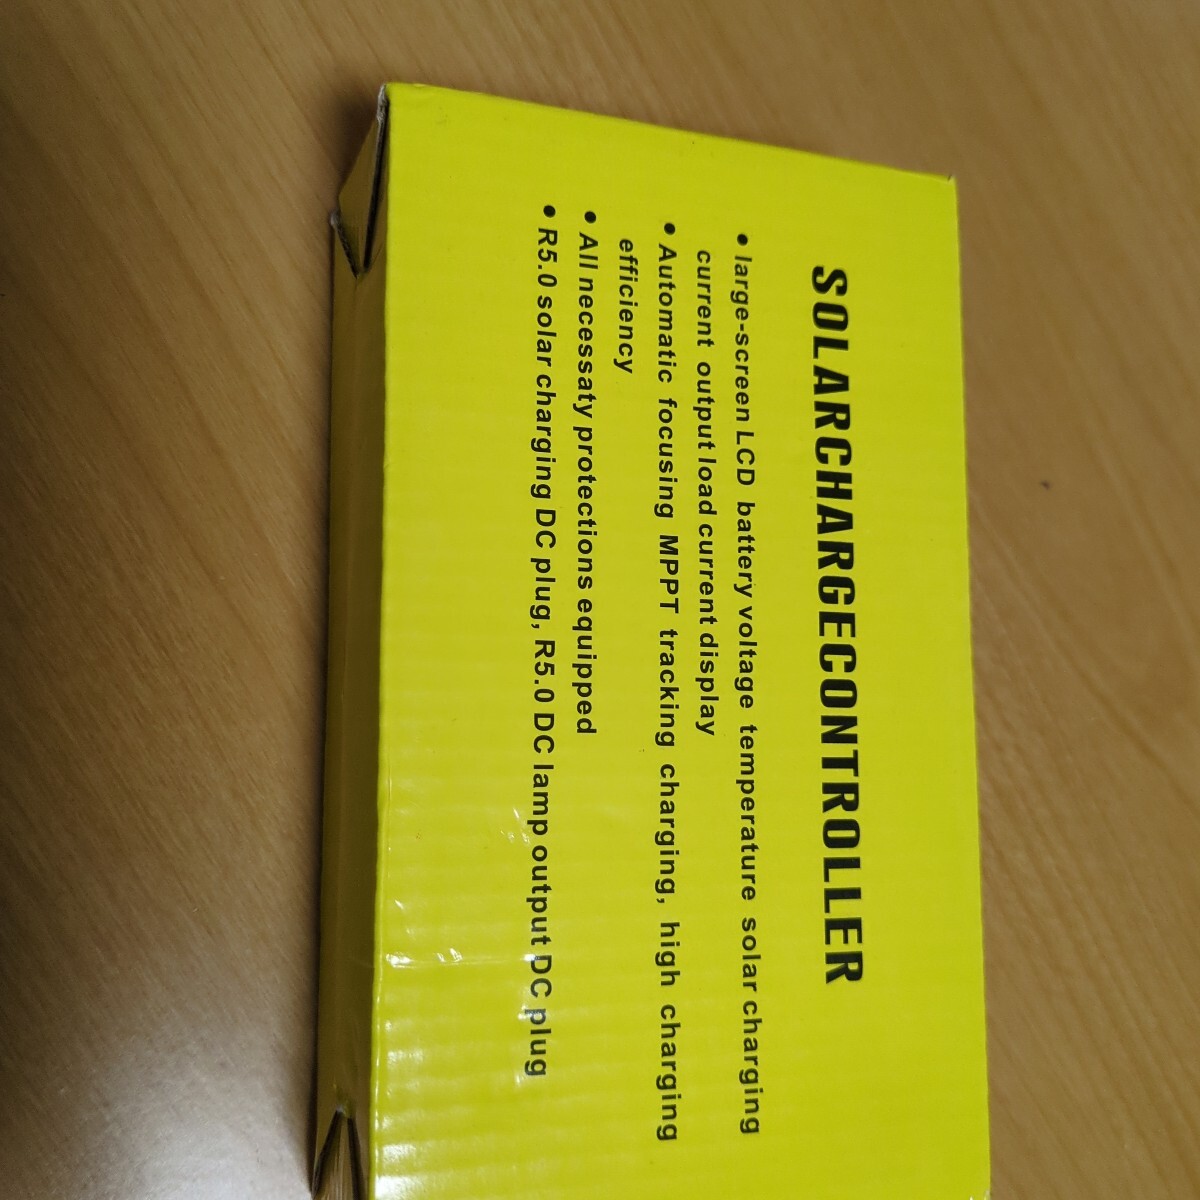 SOLARCHARGECONTROLLER
● large-screen LCD battery voltage temperature solar charging
current output load current display
● Automatic focusing MPPT tracking charging, high charging
efficiency
● All necessaty protections equipped
● R5.0 solar charging DC plug, R5.0 DC lamp output DC plug